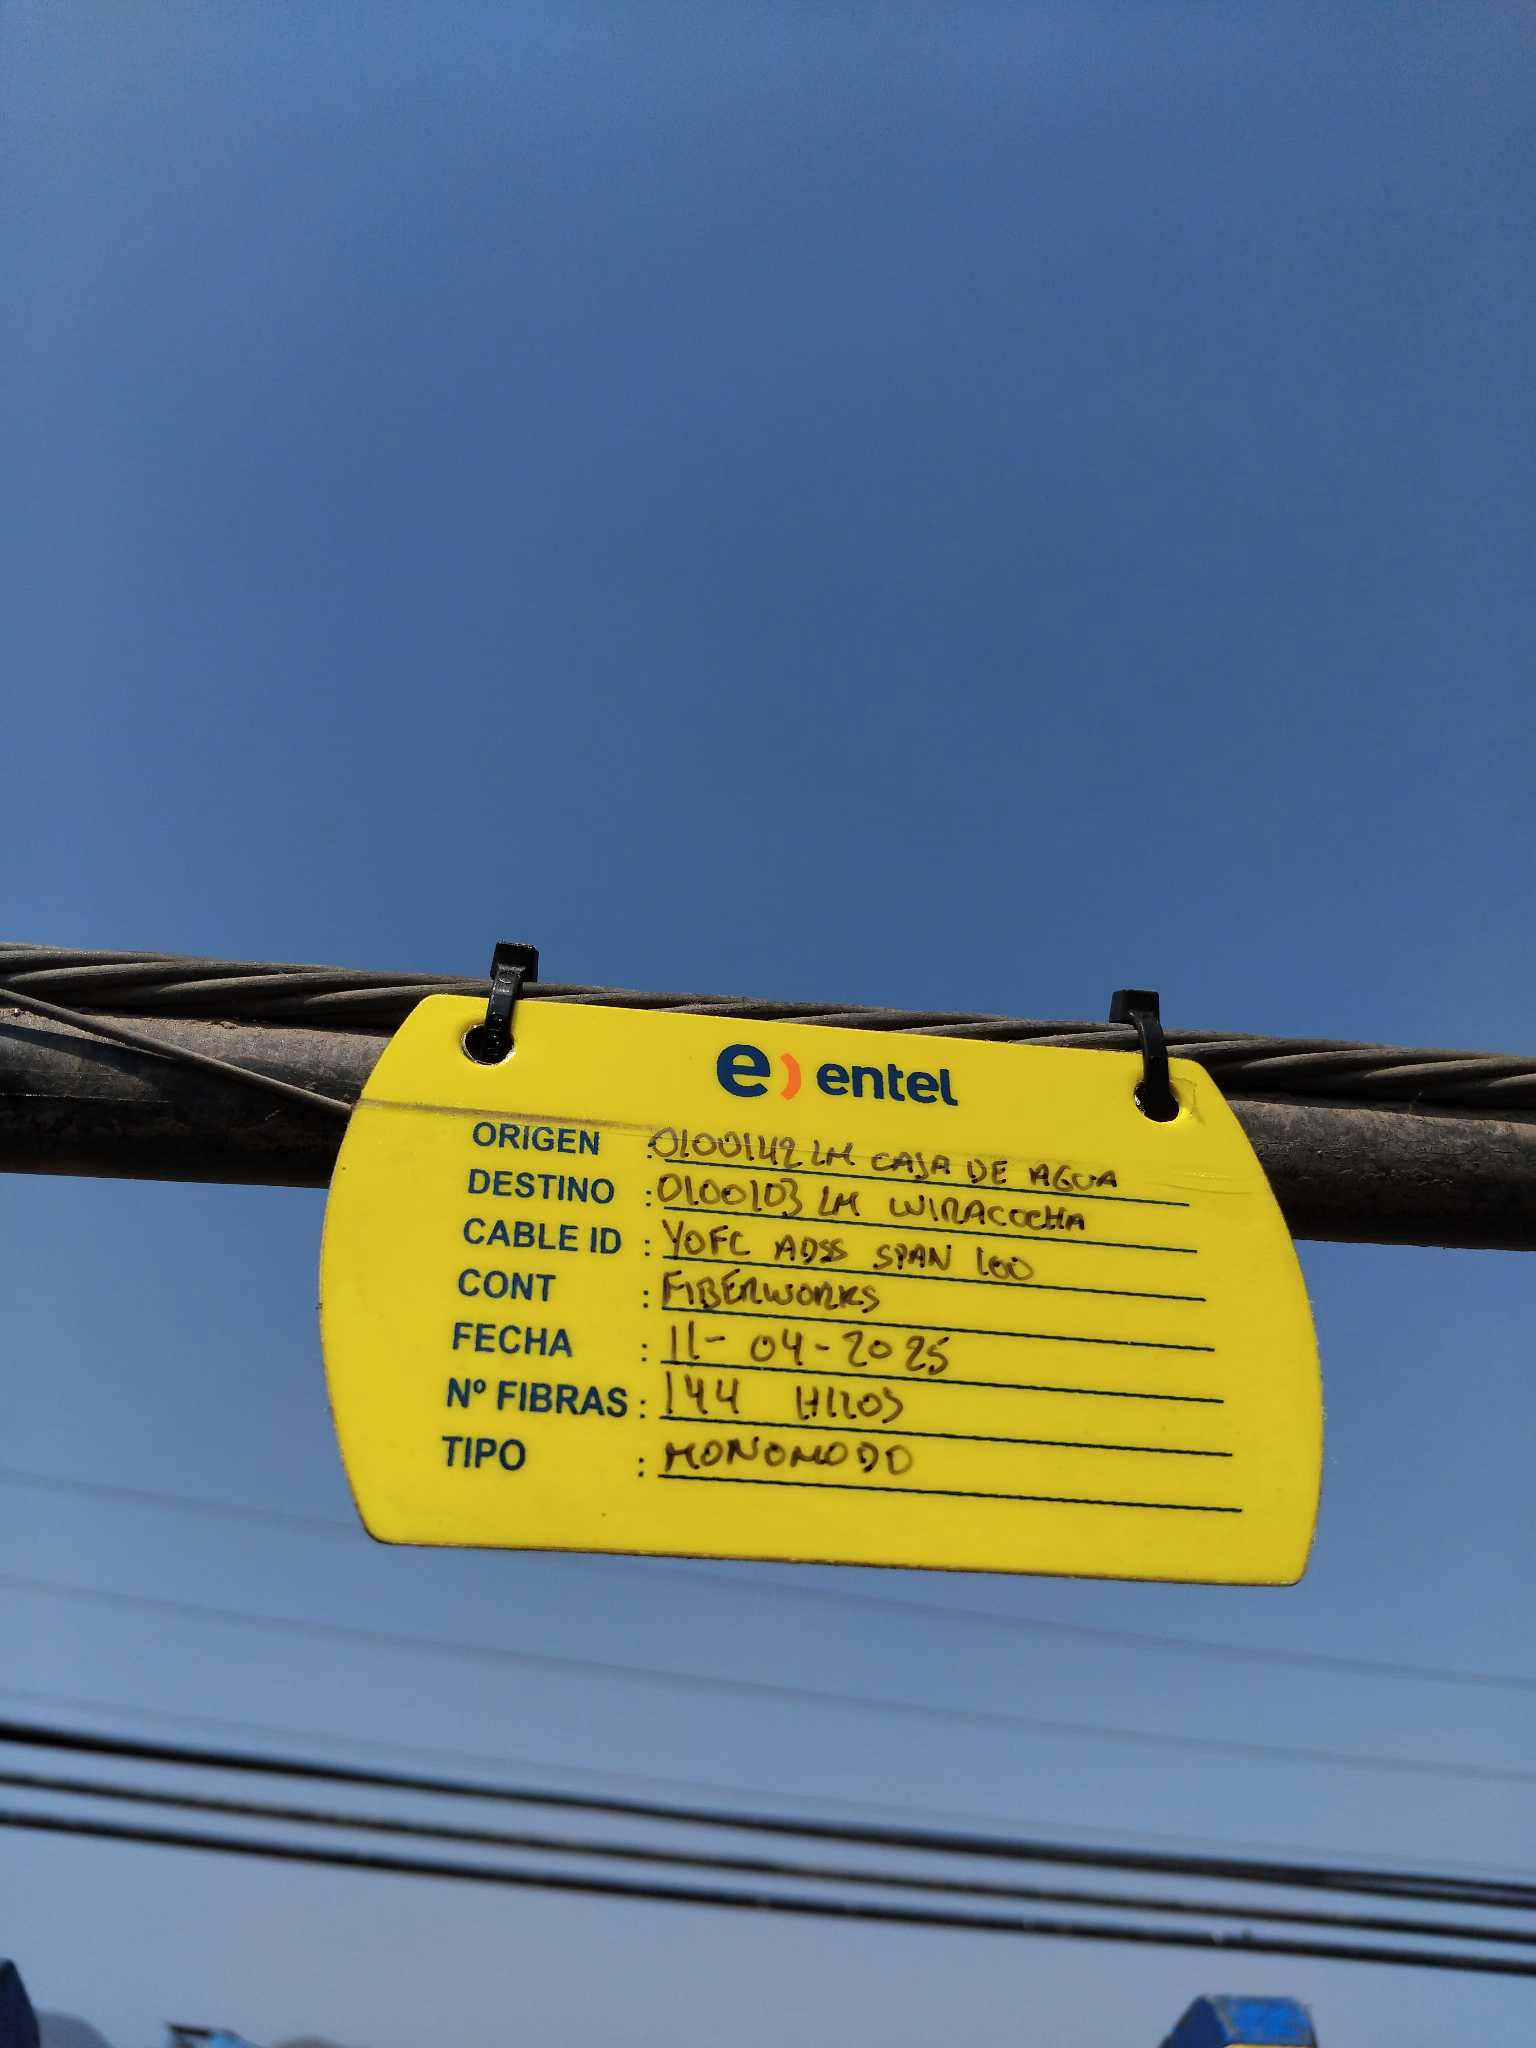 e) entel
ORIGEN : 0100142 LM CAJA DE AGUA
DESTINO : 0100103 LM WIRACOCHA
CABLE ID : YOFC ADSS SPAN 100
CONT : FIBERWORKS
FECHA : 11-04-2025
Nº FIBRAS : 144 HILOS
TIPO : MONOMODO